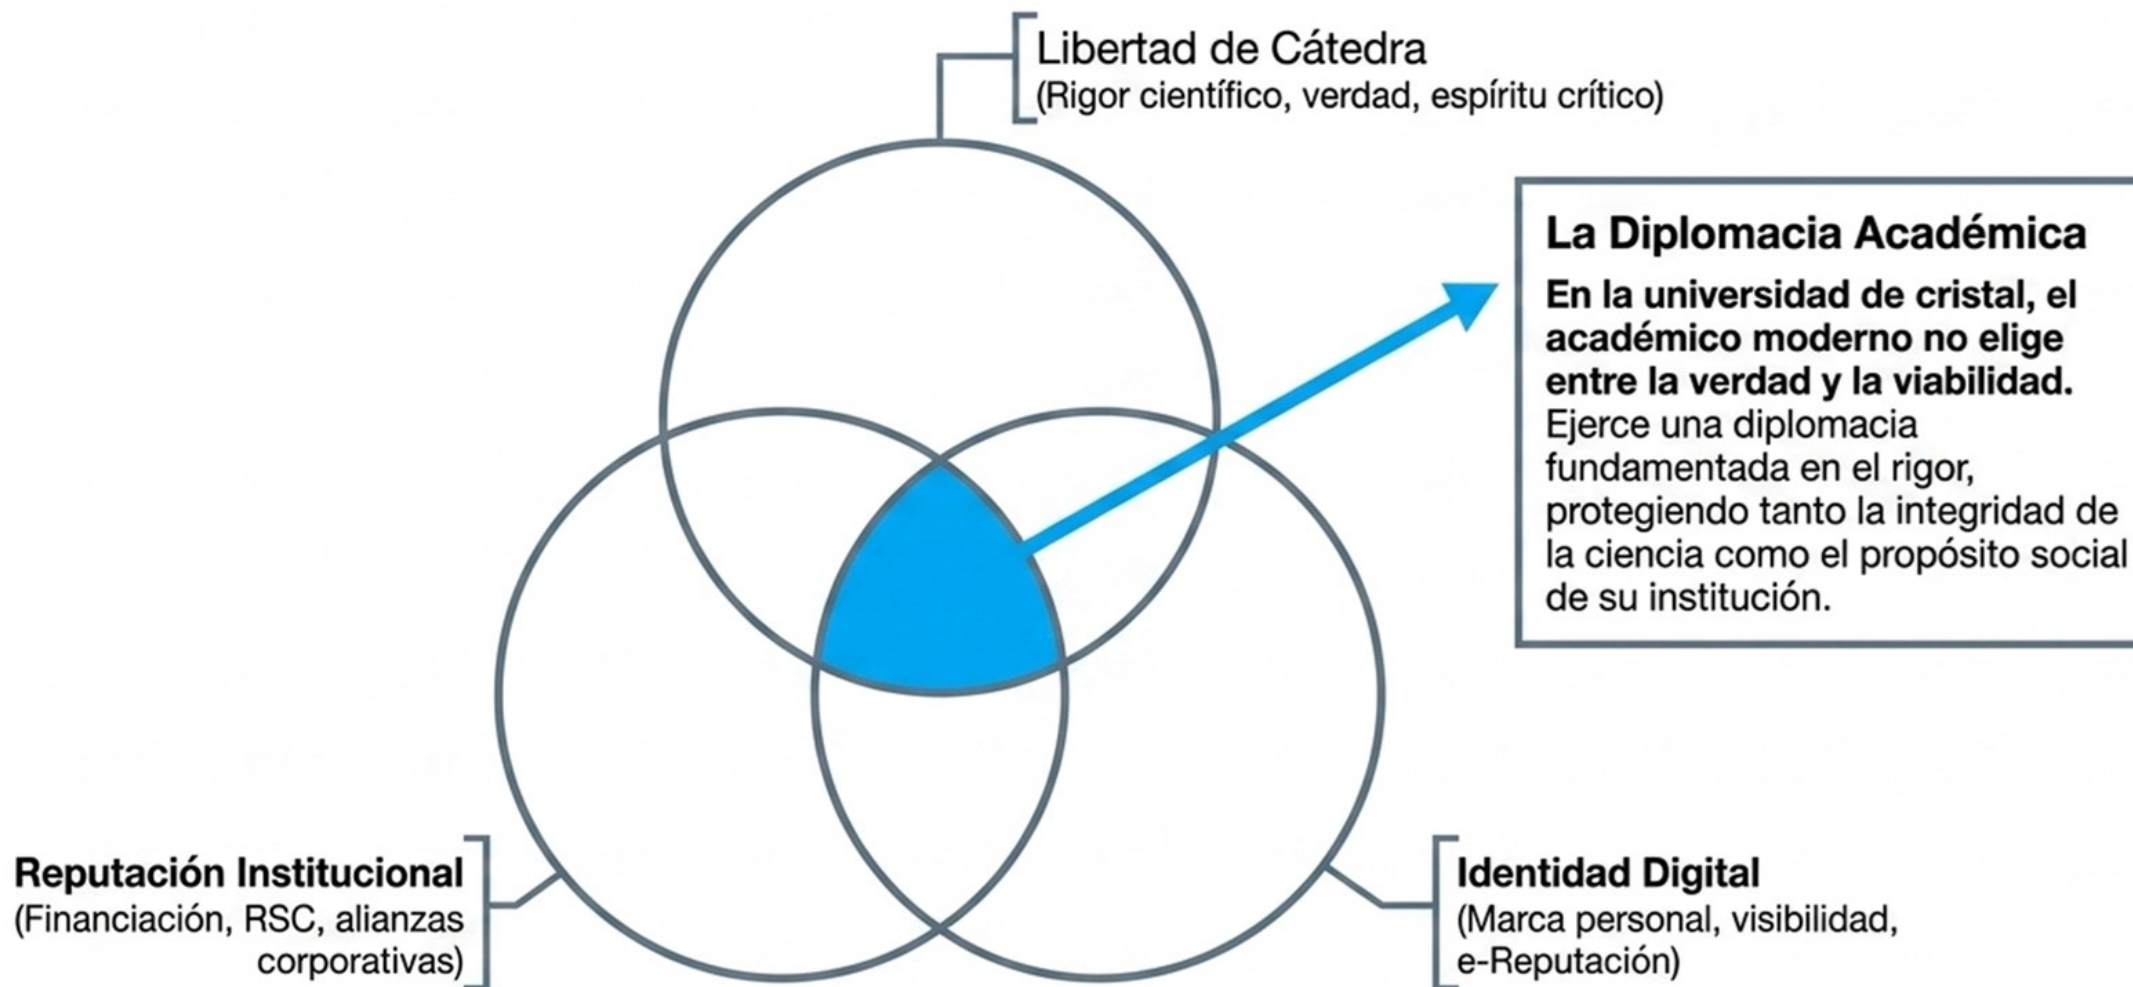 Libertad de Cátedra
(Rigor científico, verdad, espíritu crítico)
La Diplomacia Académica
En la universidad de cristal, el
académico moderno no elige
entre la verdad y la viabilidad.
Ejerce una diplomacia
fundamentada en el rigor,
protegiendo tanto la integridad de
la ciencia como el propósito social
de su institución.
Reputación Institucional
(Financiación, RSC, alianzas
corporativas)
Identidad Digital
(Marca personal, visibilidad,
e-Reputación)